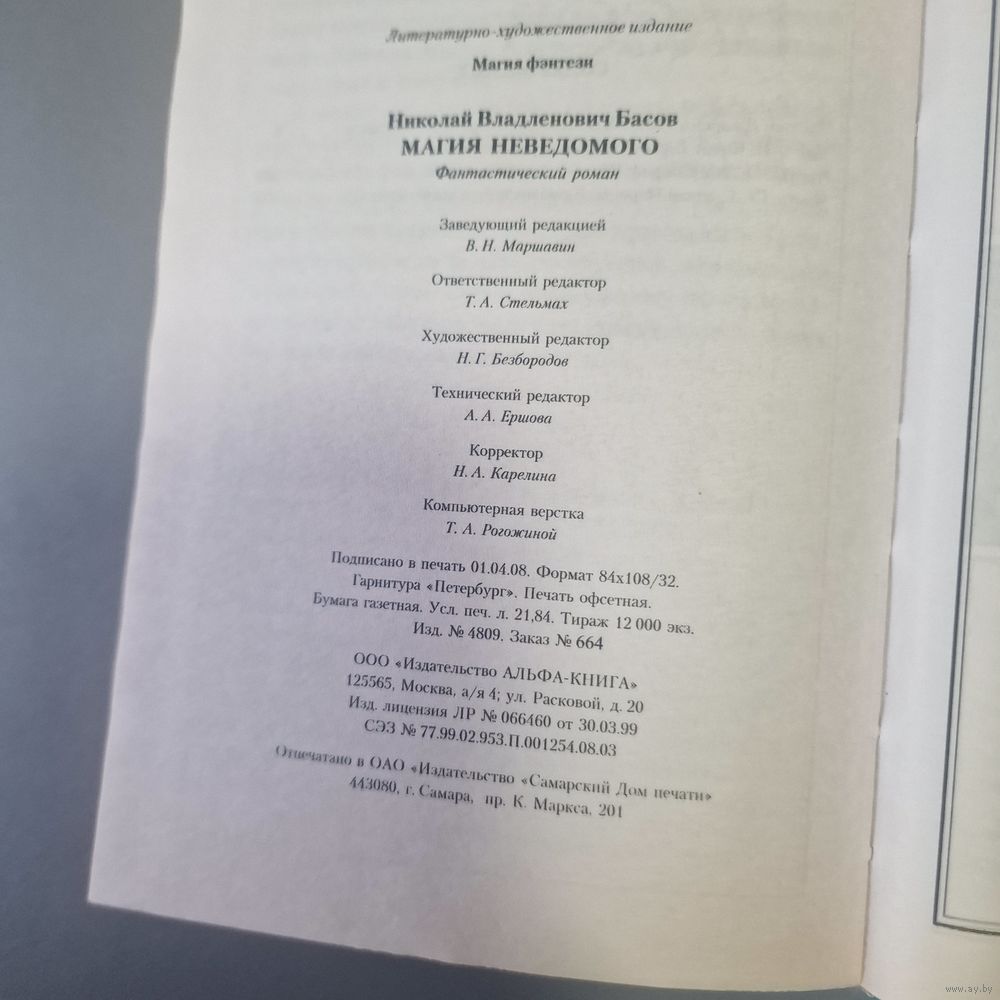 Литературно-художественное издание
Магия фэнтези
Николай Владленович Басов
МАГИЯ НЕВЕДОМОГО
Фантастический роман
Заведующий редакцией
В. Н. Маршавин
Ответственный редактор
Т. А. Стельмах
Художественный редактор
Н. Г. Безбородов
Технический редактор
А. А. Ершова
Корректор
Н. А. Карелина
Компьютерная верстка
Т. А. Рогожиной
Подписано в печать 01.04.08. Формат 84х108/32.
Гарнитура «Петербург». Печать офсетная.
Бумага газетная. Усл. печ. л. 21,84. Тираж 12 000 экз.
Изд. № 4809. Заказ № 664
ООО «Издательство АЛЬФА-КНИГА»
125565, Москва, а/я 4; ул. Расковой, д. 20
Изд. лицензия ЛР № 066460 от 30.03.99
СЭЗ № 77.99.02.953.П.001254.08.03
Отпечатано в ОАО «Издательство «Самарский Дом печати»
443080, г. Самара, пр. К. Маркса, 201
www.ay.by